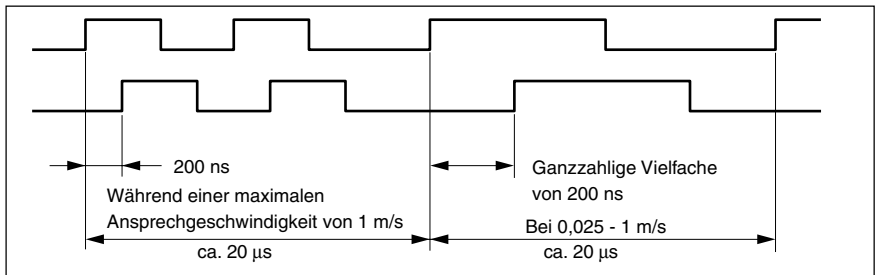 200 ns
Während einer maximalen
Ansprechgeschwindigkeit von 1 m/s
ca. 20 µs
Ganzzahlige Vielfache
von 200 ns
Bei 0,025 - 1 m/s
ca. 20 µs